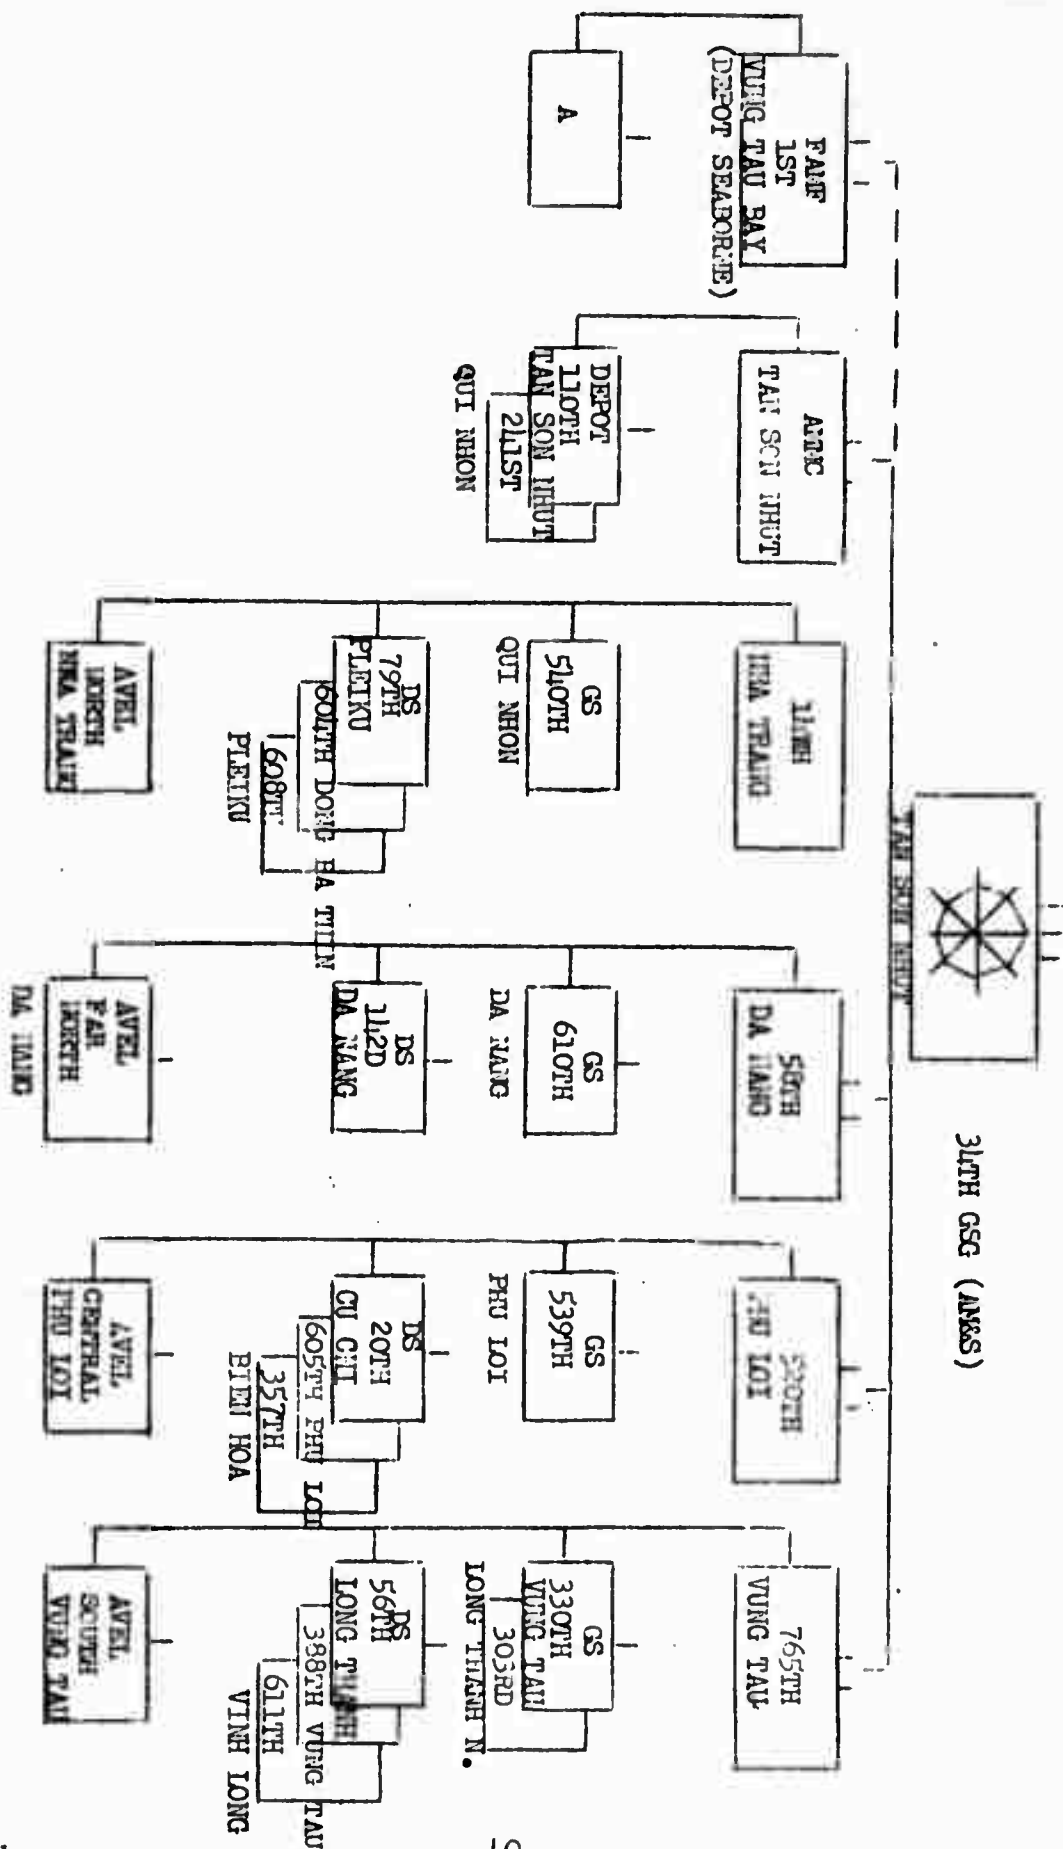 34TH GSG (AM&S)
TAN SON NHUT
FAMF
1ST
VUNG TAU BAY
(DEPOT SEABORNE)
A
AMMC
TAN SON NHUT
DEPOT
110TH
TAN SON NHUT
241ST
QUI NHON
14TH
NHA TRANG
GS
540TH
QUI NHON
DS
79TH
PLEIKU
604TH DONG BA THIN
608TH
PLEIKU
AVEL
NORTH
NHA TRANG
58TH
DA NANG
GS
610TH
DA NANG
DS
142D
DA NANG
AVEL
FAR
NORTH
DA NANG
520TH
PHU LOI
GS
539TH
PHU LOI
DS
20TH
CU CHI
605TH PHU LOI
357TH
BIEN HOA
AVEL
CENTRAL
PHU LOI
765TH
VUNG TAU
GS
330TH
VUNG TAU
303RD
LONG THANH N.
DS
56TH
LONG THANH
388TH VUNG TAU
611TH
VINH LONG
AVEL
SOUTH
VUNG TAU